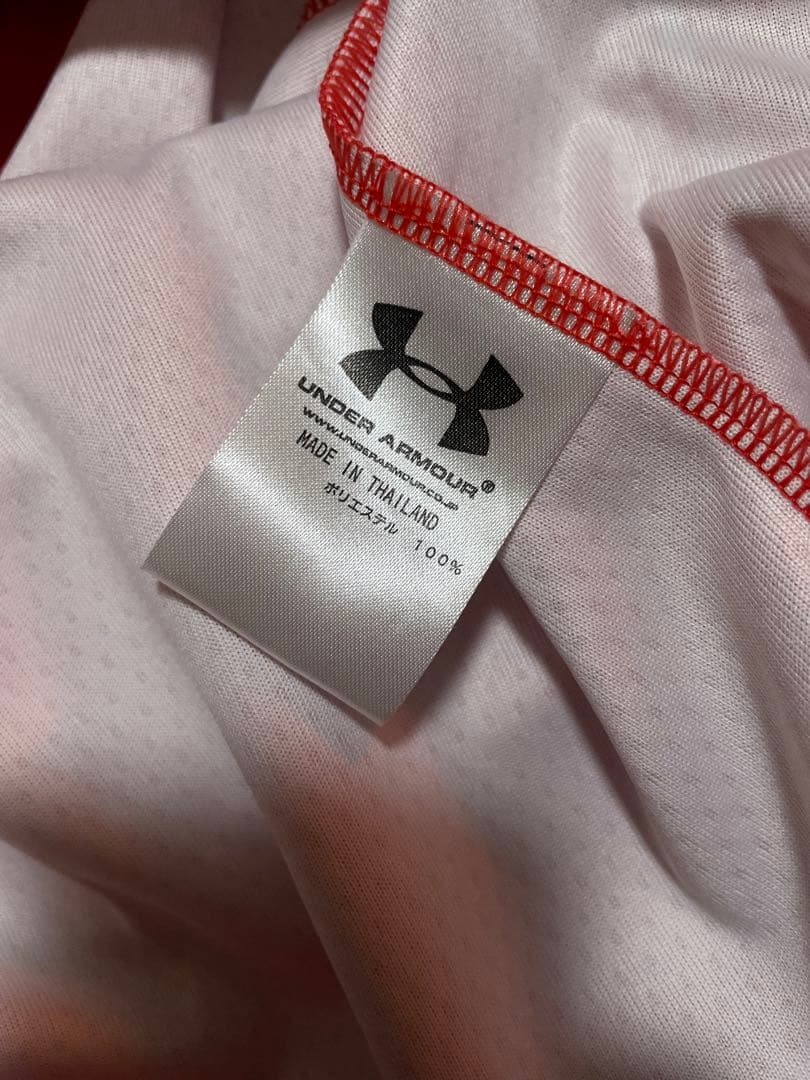 UNDER ARMOUR®
www.underarmour.co.jp
MADE IN THAILAND
ポリエステル 100%